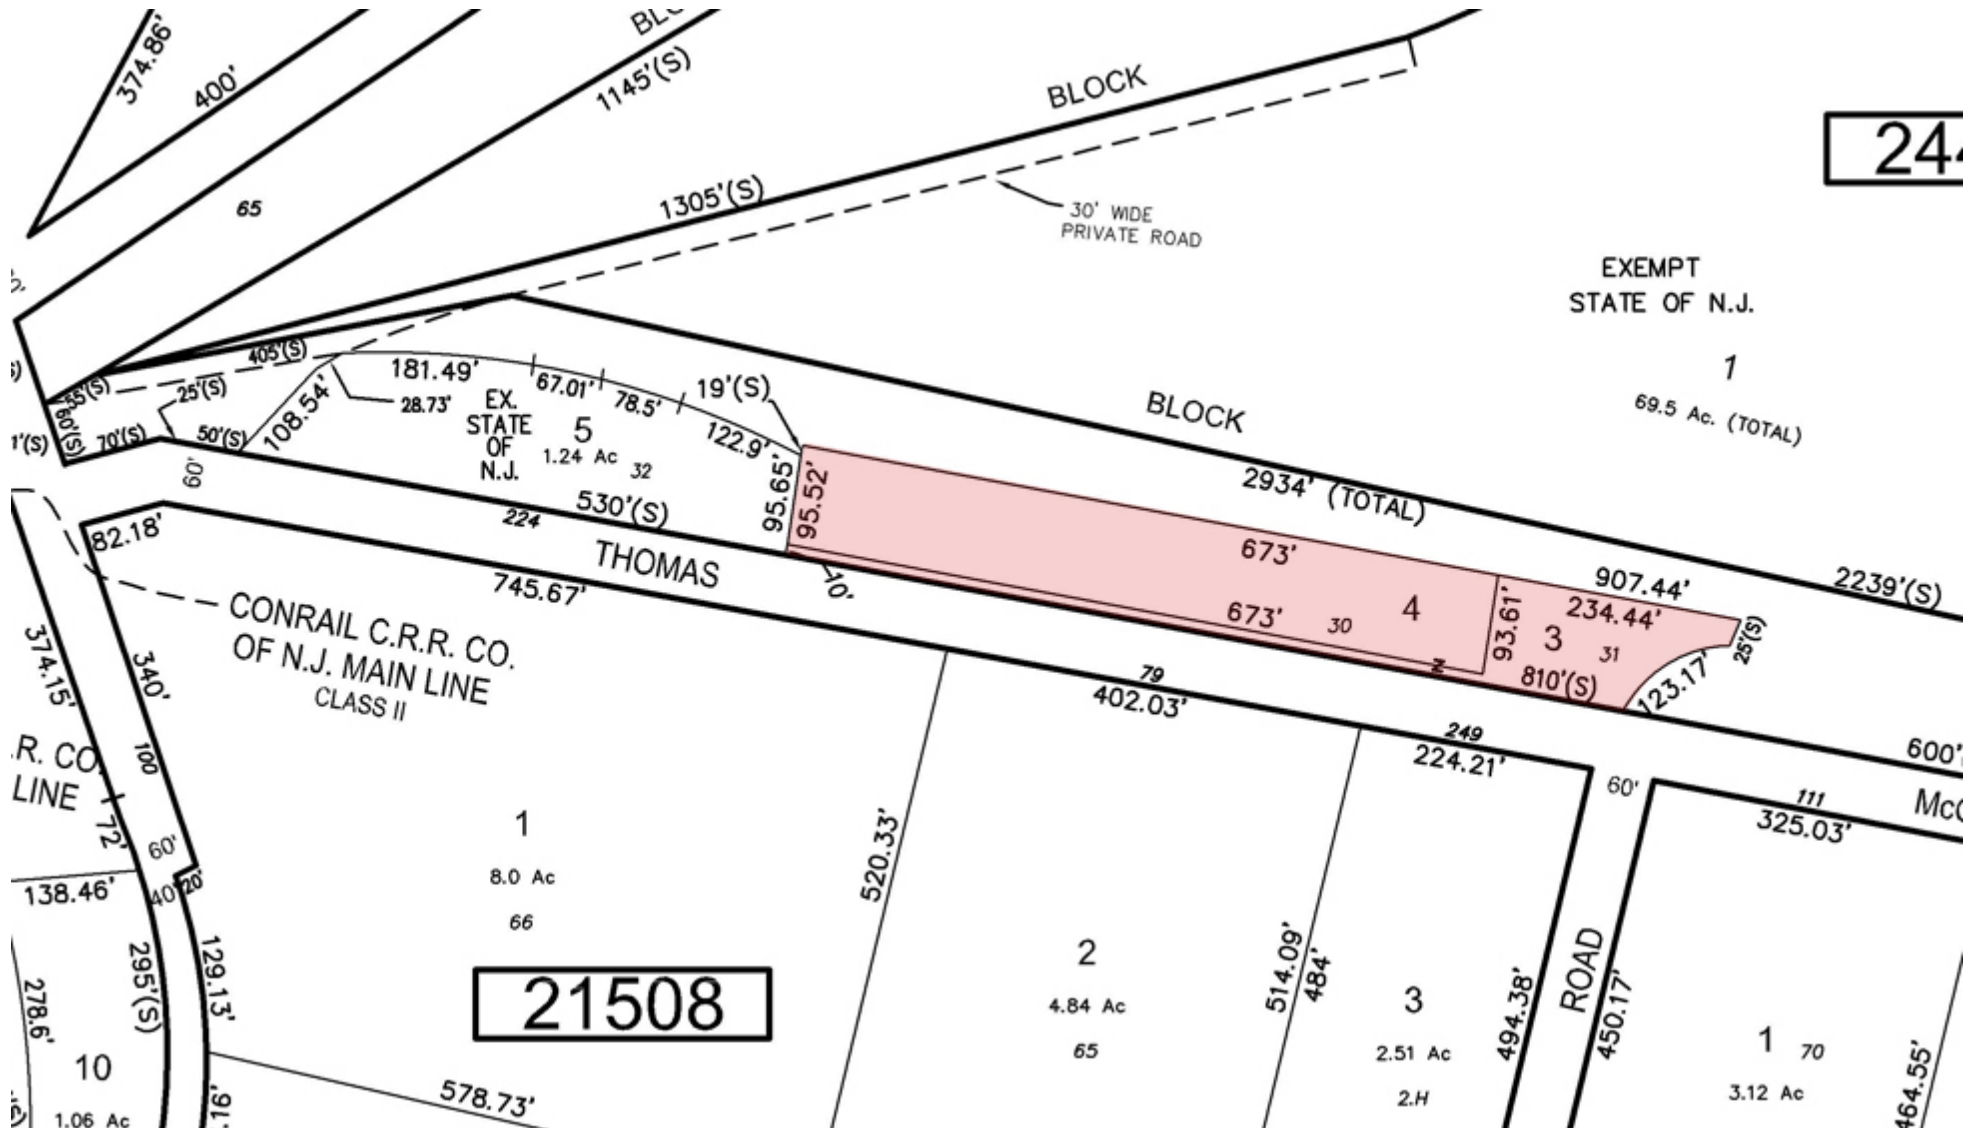 374.86'
400'
1145'(S)
BLOCK
244
1305'(S)
65
30' WIDE
PRIVATE ROAD
EXEMPT
STATE OF N.J.
1
69.5 Ac. (TOTAL)
405'(S)
55'(S)
25'(S)
60'(S)
70'(S)
50'(S)
1'(S)
108.54'
28.73'
181.49'
67.01'
78.5'
122.9'
19'(S)
EX.
STATE
OF
N.J.
5
1.24 Ac
32
530'(S)
95.65'
95.52'
BLOCK
2934' (TOTAL)
2239'(S)
60'
224
THOMAS
10'
673'
673'
30
4
93.61'
907.44'
234.44'
3
31
25'(S)
810'(S)
123.17'
82.18'
745.67'
CONRAIL C.R.R. CO.
OF N.J. MAIN LINE
CLASS II
374.15'
340'
100
.R. CO.
LINE
72'
60'
40'
20'
138.46'
295'(S)
129.13'
278.6'
10
1.06 Ac
79
402.03'
249
224.21'
60'
600'
111
325.03'
McC
1
8.0 Ac
66
21508
520.33'
2
4.84 Ac
65
514.09'
484'
3
2.51 Ac
2.H
494.38'
ROAD
450.17'
1
70
3.12 Ac
464.55'
578.73'